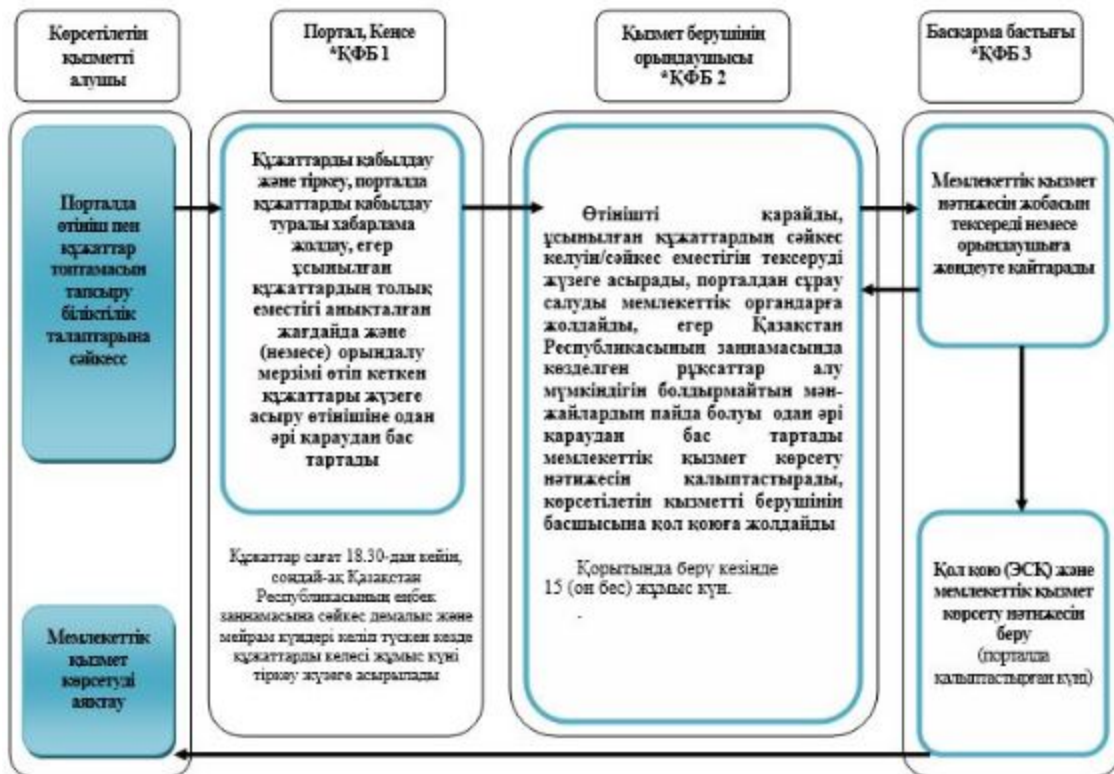 Көрсетілетін
қызметті
алушы
Портал, Кеңсе
*ҚФБ 1
Қызмет берушінің
орындаушысы
*ҚФБ 2
Басқарма бастығы
*ҚФБ 3
Порталда
өтініш пен
құжаттар
топтамасын
тапсыру
біліктілік
талаптарына
сәйкесс
Құжаттарды қабылдау
және тіркеу, порталда
құжаттарды қабылдау
туралы хабарлама
жолдау, егер
ұсынылған
құжаттардың толық
еместігі анықталған
жағдайда және
(немесе) орындалу
мерзімі өтіп кеткен
құжаттары жүзеге
асыру өтінішіне одан
әрі қараудан бас
тартады
Құжаттар сағат 18.30-дан кейін,
сондай-ақ Қазақстан
Республикасының еңбек
заңнамасына сәйкес демалыс және
мейрам күндері келіп түскен кезде
құжаттарды келесі жұмыс күні
тіркеу жүзеге асырылады
Өтінішті қарайды,
ұсынылған құжаттардың сәйкес
келуін/сәйкес еместігін тексеруді
жүзеге асырады, порталдан сұрау
салуды мемлекеттік органдарға
жолдайды, егер Қазақстан
Республикасының заңнамасында
көзделген рұқсаттар алу
мүмкіндігін болдырмайтын мән-
жайлардың пайда болуы одан әрі
қараудан бас тартады
мемлекеттік қызмет көрсету
нәтижесін қалыптастырады,
көрсетілетін қызметті берушінің
басшысына қол қоюға жолдайды
Қорытында беру кезінде
15 (он бес) жұмыс күн.
.
Мемлекеттік қызмет
нәтижесін жобасын
тексереді немесе
орындаушыға
жөндеуге қайтарады
Қол қою (ЭСҚ) және
мемлекеттік қызмет
көрсету нәтижесін
беру
(порталда
қалыптастырған күні)
Мемлекеттік
қызмет
көрсетуді
аяқтау